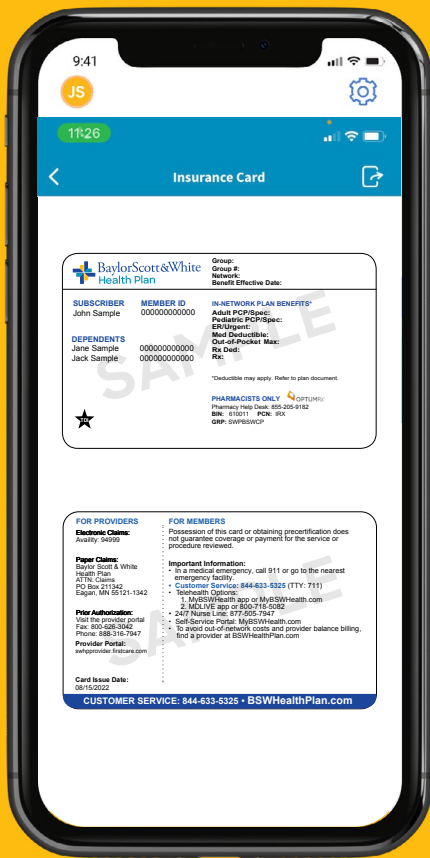 9:41
JS
11:26
Insurance Card
BaylorScott&White
Health Plan
Group:
Group #:
Network:
Benefit Effective Date:
SUBSCRIBER MEMBER ID
John Sample 000000000000
DEPENDENTS
Jane Sample 000000000000
Jack Sample 000000000000
IN-NETWORK PLAN BENEFITS*
Adult PCP/Spec:
Pediatric PCP/Spec:
ER/Urgent:
Med Deductible:
Out-of-Pocket Max:
Rx Ded:
Rx:
*Deductible may apply. Refer to plan document.
PHARMACISTS ONLY OPTUMRx
Pharmacy Help Desk: 855-205-9182
BIN: 610011 PCN: IRX
GRP: SWPBSWCP
SAMPLE
FOR PROVIDERS
Electronic Claims:
Availity: 94999
Paper Claims:
Baylor Scott & White
Health Plan
ATTN: Claims
PO Box 211342
Eagan, MN 55121-1342
Prior Authorization:
Visit the provider portal
Fax: 800-626-3042
Phone: 888-316-7947
Provider Portal:
swhpprovider.firstcare.com
Card Issue Date:
08/15/2022
FOR MEMBERS
Possession of this card or obtaining precertification does
not guarantee coverage or payment for the service or
procedure reviewed.
Important Information:
• In a medical emergency, call 911 or go to the nearest
emergency facility.
• Customer Service: 844-633-5325 (TTY: 711)
• Telehealth Options:
1. MyBSWHealth app or MyBSWHealth.com
2. MDLIVE app or 800-718-5082
• 24/7 Nurse Line: 877-505-7947
• Self-Service Portal: MyBSWHealth.com
• To avoid out-of-network costs and provider balance billing,
find a provider at BSWHealthPlan.com
SAMPLE
CUSTOMER SERVICE: 844-633-5325 • BSWHealthPlan.com